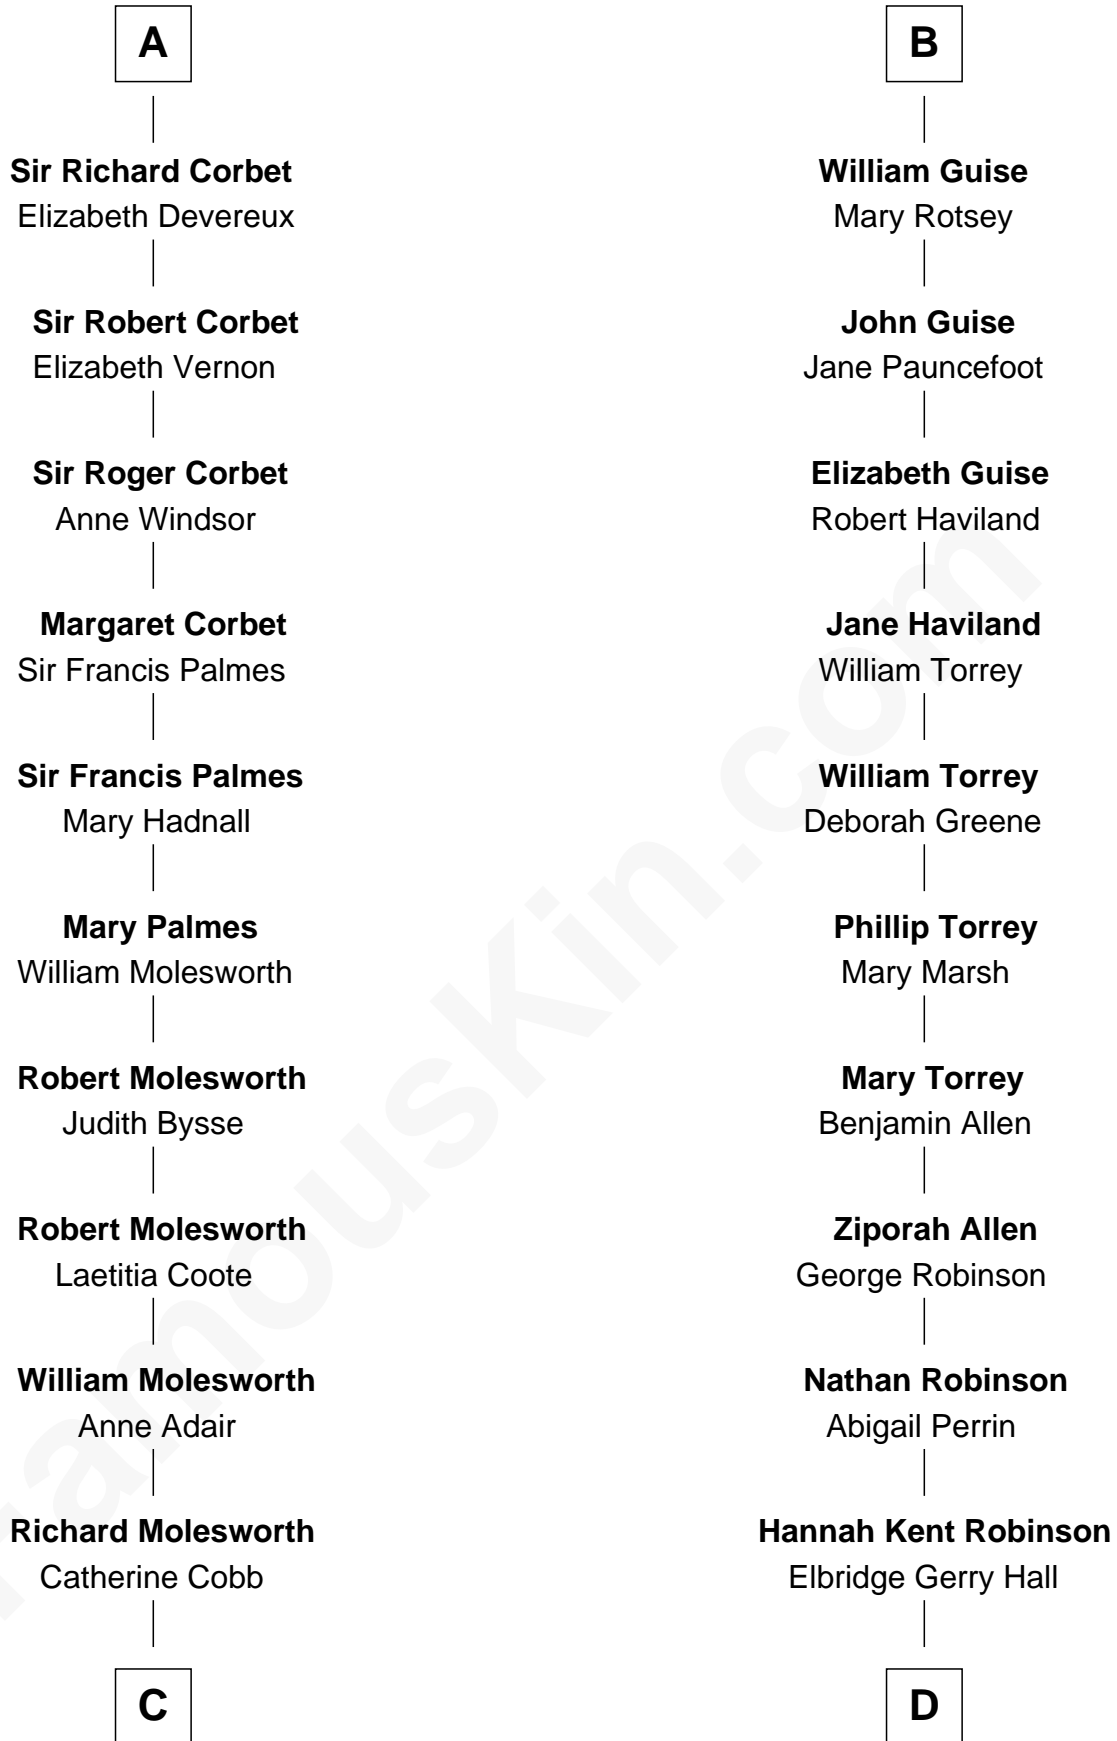 A
Sir Richard Corbet
Elizabeth Devereux
Sir Robert Corbet
Elizabeth Vernon
Sir Roger Corbet
Anne Windsor
Margaret Corbet
Sir Francis Palmes
Sir Francis Palmes
Mary Hadnall
Mary Palmes
William Molesworth
Robert Molesworth
Judith Bysse
Robert Molesworth
Laetitia Coote
William Molesworth
Anne Adair
Richard Molesworth
Catherine Cobb
C
B
William Guise
Mary Rotsey
John Guise
Jane Pauncefoot
Elizabeth Guise
Robert Haviland
Jane Haviland
William Torrey
William Torrey
Deborah Greene
Phillip Torrey
Mary Marsh
Mary Torrey
Benjamin Allen
Ziporah Allen
George Robinson
Nathan Robinson
Abigail Perrin
Hannah Kent Robinson
Elbridge Gerry Hall
D
FamousKin.com